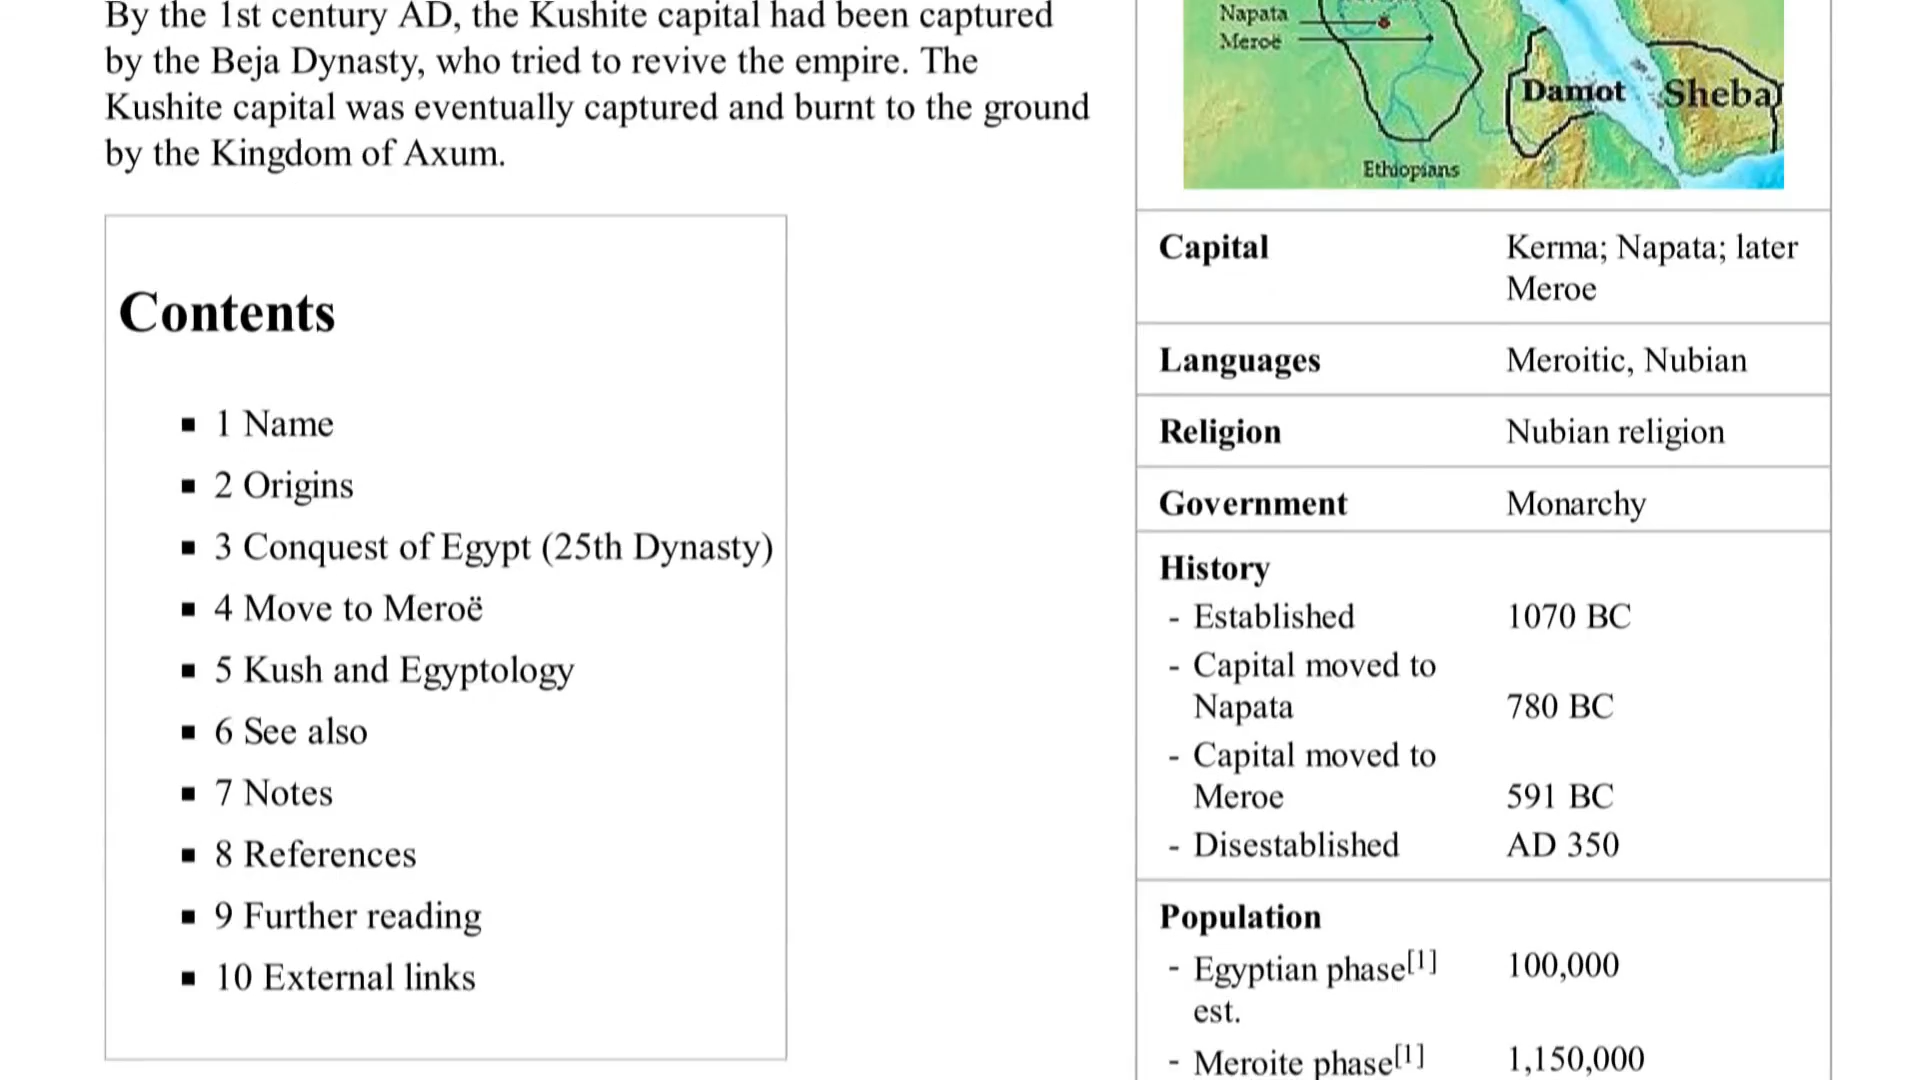 By the 1st century AD, the Kushite capital had been captured
by the Beja Dynasty, who tried to revive the empire. The
Kushite capital was eventually captured and burnt to the ground
by the Kingdom of Axum.
Contents
▪ 1 Name
▪ 2 Origins
▪ 3 Conquest of Egypt (25th Dynasty)
▪ 4 Move to Meroë
▪ 5 Kush and Egyptology
▪ 6 See also
▪ 7 Notes
▪ 8 References
▪ 9 Further reading
▪ 10 External links
Napata
Meroë
Damot Sheba
Ethiopians
Capital Kerma; Napata; later
Meroe
Languages Meroitic, Nubian
Religion Nubian religion
Government Monarchy
History
- Established 1070 BC
- Capital moved to
Napata 780 BC
- Capital moved to
Meroe 591 BC
- Disestablished AD 350
Population
- Egyptian phase[1] 100,000
est.
- Meroite phase[1] 1,150,000